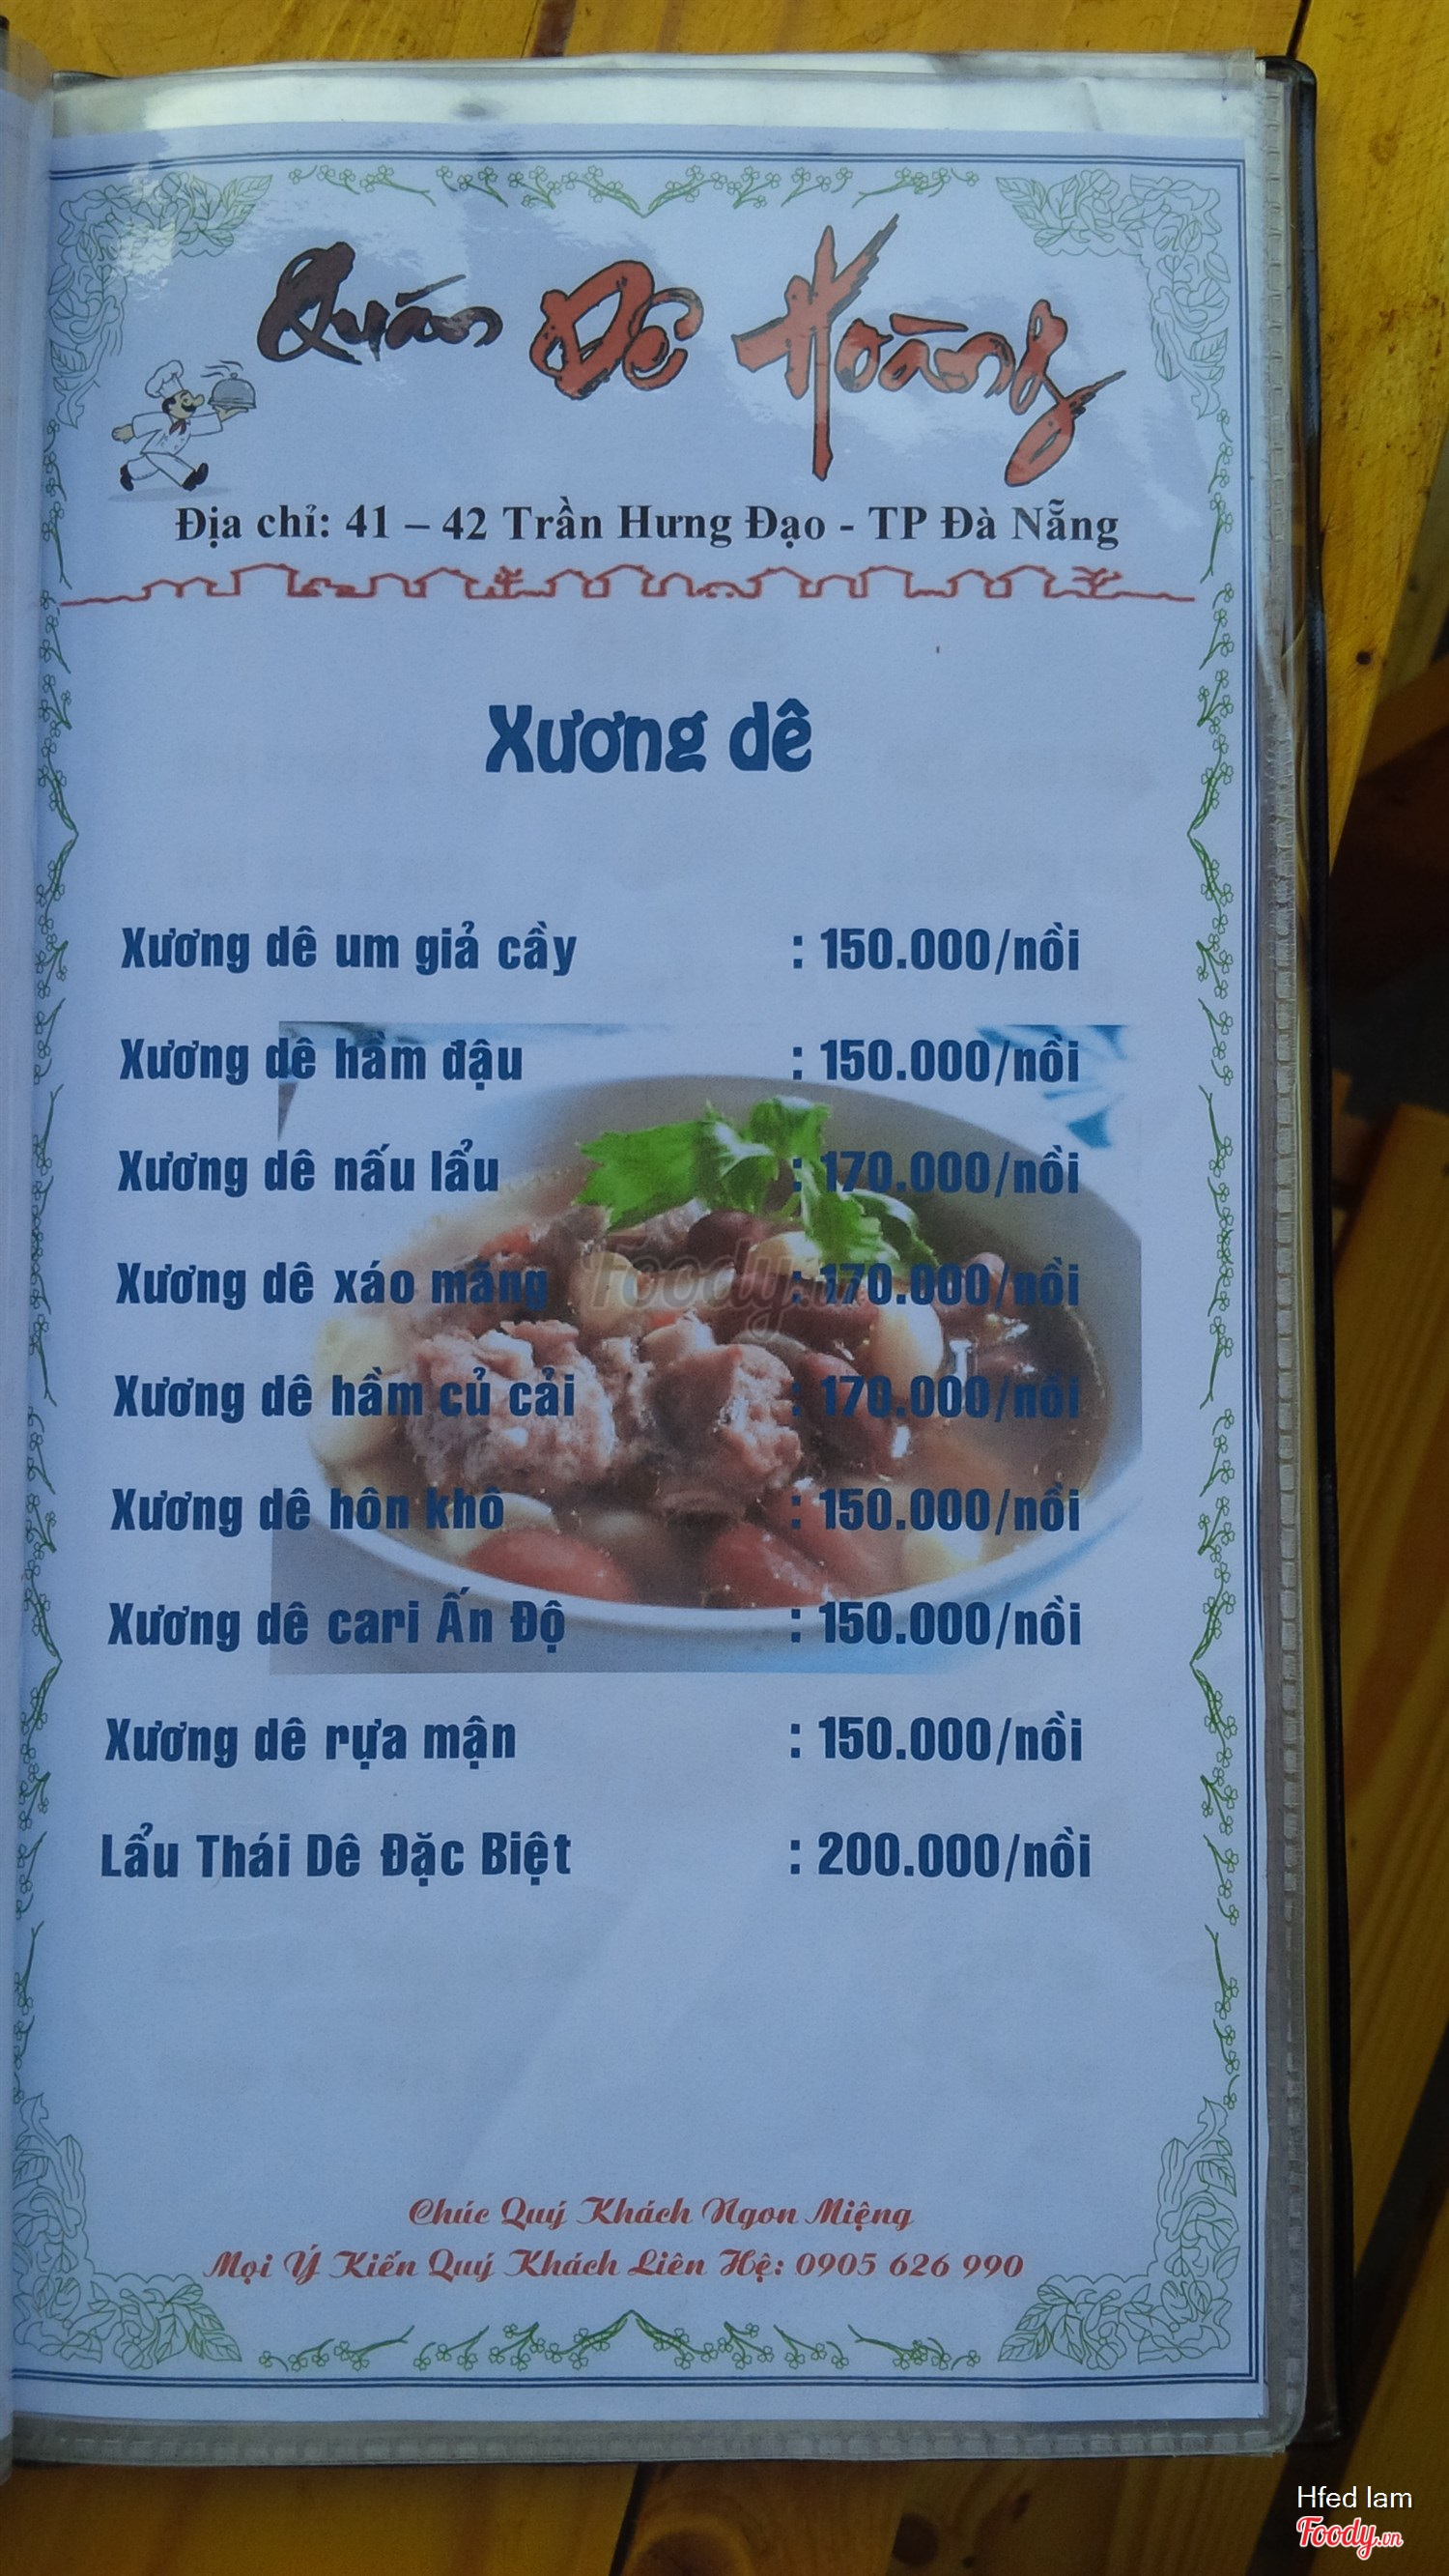 Quán Dê Hoàng
Địa chỉ: 41 – 42 Trần Hưng Đạo - TP Đà Nẵng
Xương dê
Xương dê um giả cầy : 150.000/nồi
Xương dê hầm đậu : 150.000/nồi
Xương dê nấu lẩu : 170.000/nồi
Xương dê xáo măng : 170.000/nồi
Xương dê hầm củ cải : 170.000/nồi
Xương dê hôn khô : 150.000/nồi
Xương dê cari Ấn Độ : 150.000/nồi
Xương dê rựa mận : 150.000/nồi
Lẩu Thái Dê Đặc Biệt : 200.000/nồi
Chúc Quý Khách Ngon Miệng
Mọi Ý Kiến Quý Khách Liên Hệ: 0905 626 990
Foody.vn
Hfed lam
Foody.vn